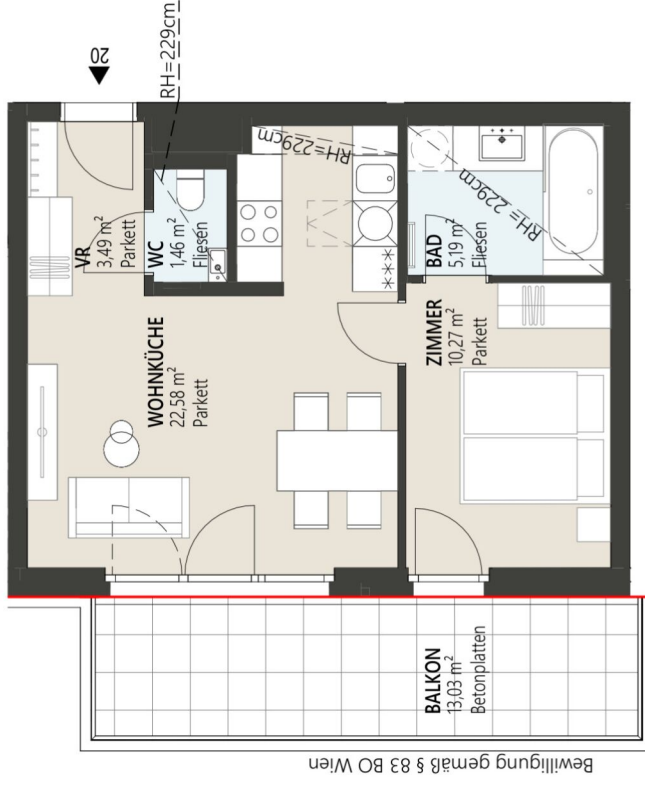 20
RH=229cm
VR
3,49 m²
Parkett
WC
1,46 m²
Fliesen
RH=229cm
BAD
5,19 m²
Fliesen
RH= 229cm
WOHNKÜCHE
22,58 m²
Parkett
***
ZIMMER
10,27 m²
Parkett
BALKON
13,03 m²
Betonplatten
Bewilligung gemäß § 83 BO Wien